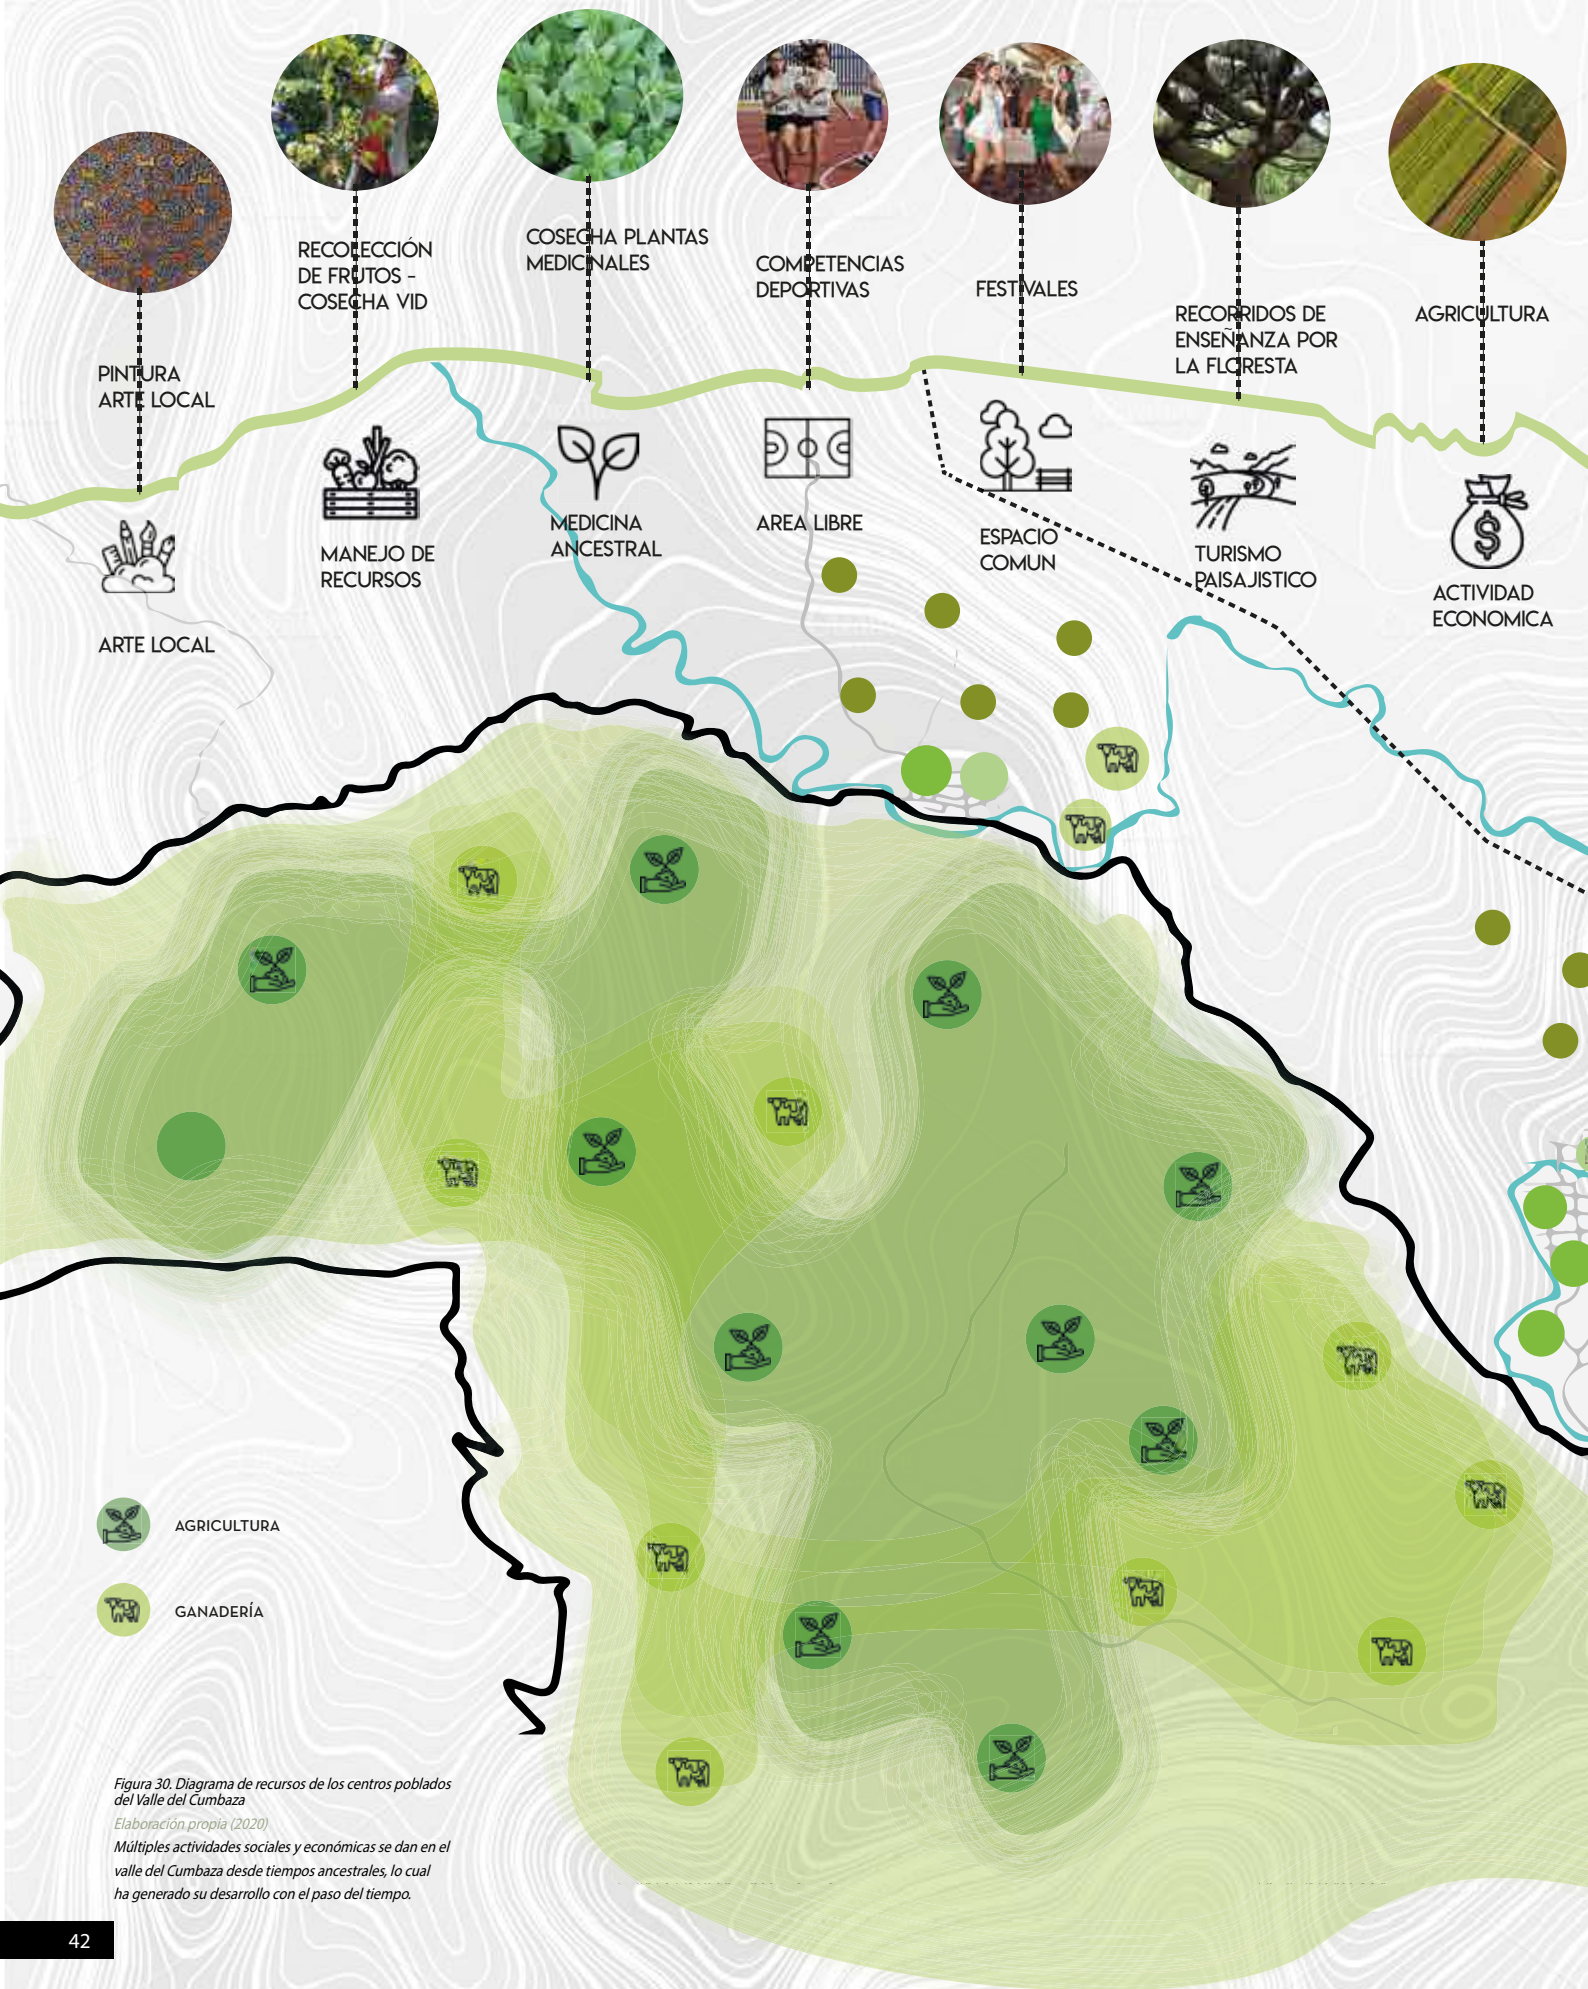 PINTURA
ARTE LOCAL
RECOLECCIÓN
DE FRUTOS -
COSECHA VID
COSECHA PLANTAS
MEDICINALES
COMPETENCIAS
DEPORTIVAS
FESTIVALES
RECORRIDOS DE
ENSEÑANZA POR
LA FLORESTA
AGRICULTURA
ARTE LOCAL
MANEJO DE
RECURSOS
MEDICINA
ANCESTRAL
AREA LIBRE
ESPACIO
COMUN
TURISMO
PAISAJISTICO
ACTIVIDAD
ECONOMICA
AGRICULTURA
GANADERÍA
Figura 30. Diagrama de recursos de los centros poblados
del Valle del Cumbaza
Elaboración propia (2020)
Múltiples actividades sociales y económicas se dan en el
valle del Cumbaza desde tiempos ancestrales, lo cual
ha generado su desarrollo con el paso del tiempo.
42